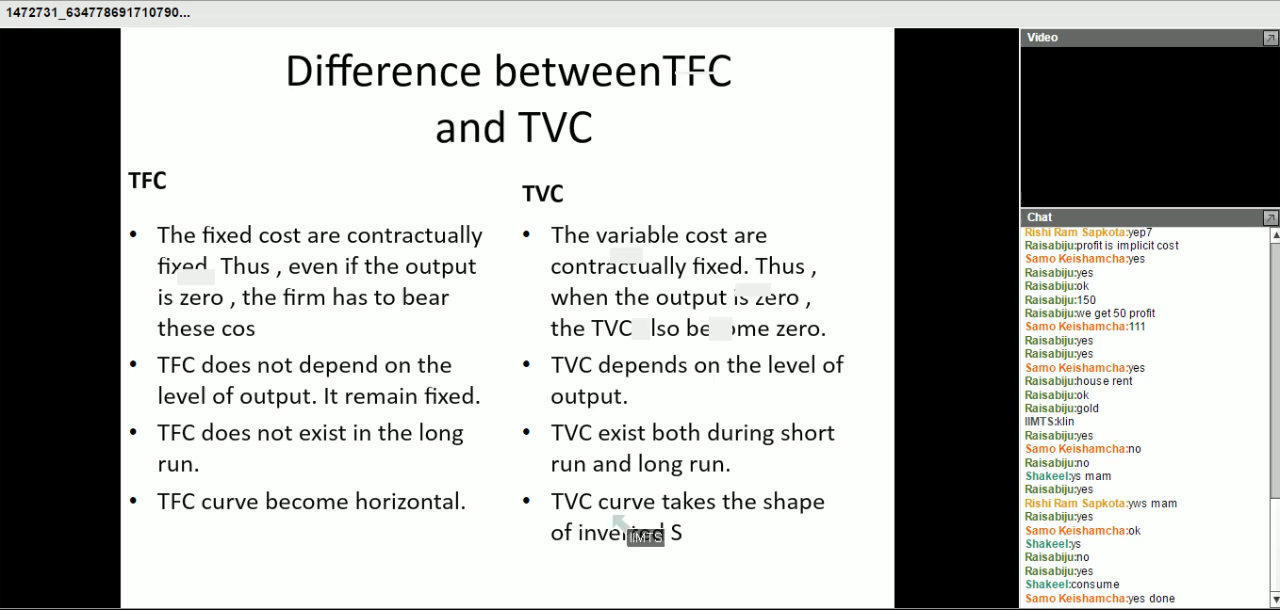 1472731_634778691710790...
Difference betweenTFC
and TVC
TFC
• The fixed cost are contractually
fixed. Thus , even if the output
is zero , the firm has to bear
these cos
• TFC does not depend on the
level of output. It remain fixed.
• TFC does not exist in the long
run.
• TFC curve become horizontal.
TVC
• The variable cost are
contractually fixed. Thus ,
when the output is zero ,
the TVC lso be ome zero.
• TVC depends on the level of
output.
• TVC exist both during short
run and long run.
• TVC curve takes the shape
of inverted S
IIMTS
Video
Chat
Rishi Ram Sapkota:yep7
Raisabiju:profit is implicit cost
Samo Keishamcha:yes
Raisabiju:yes
Raisabiju:ok
Raisabiju:150
Raisabiju:we get 50 profit
Samo Keishamcha:111
Raisabiju:yes
Raisabiju:yes
Samo Keishamcha:yes
Raisabiju:house rent
Raisabiju:ok
Raisabiju:gold
IIMTS:klin
Raisabiju:yes
Samo Keishamcha:no
Raisabiju:no
Shakeel:ys mam
Raisabiju:yes
Rishi Ram Sapkota:yws mam
Raisabiju:yes
Samo Keishamcha:ok
Shakeel:ys
Raisabiju:no
Raisabiju:yes
Shakeel:consume
Samo Keishamcha:yes done